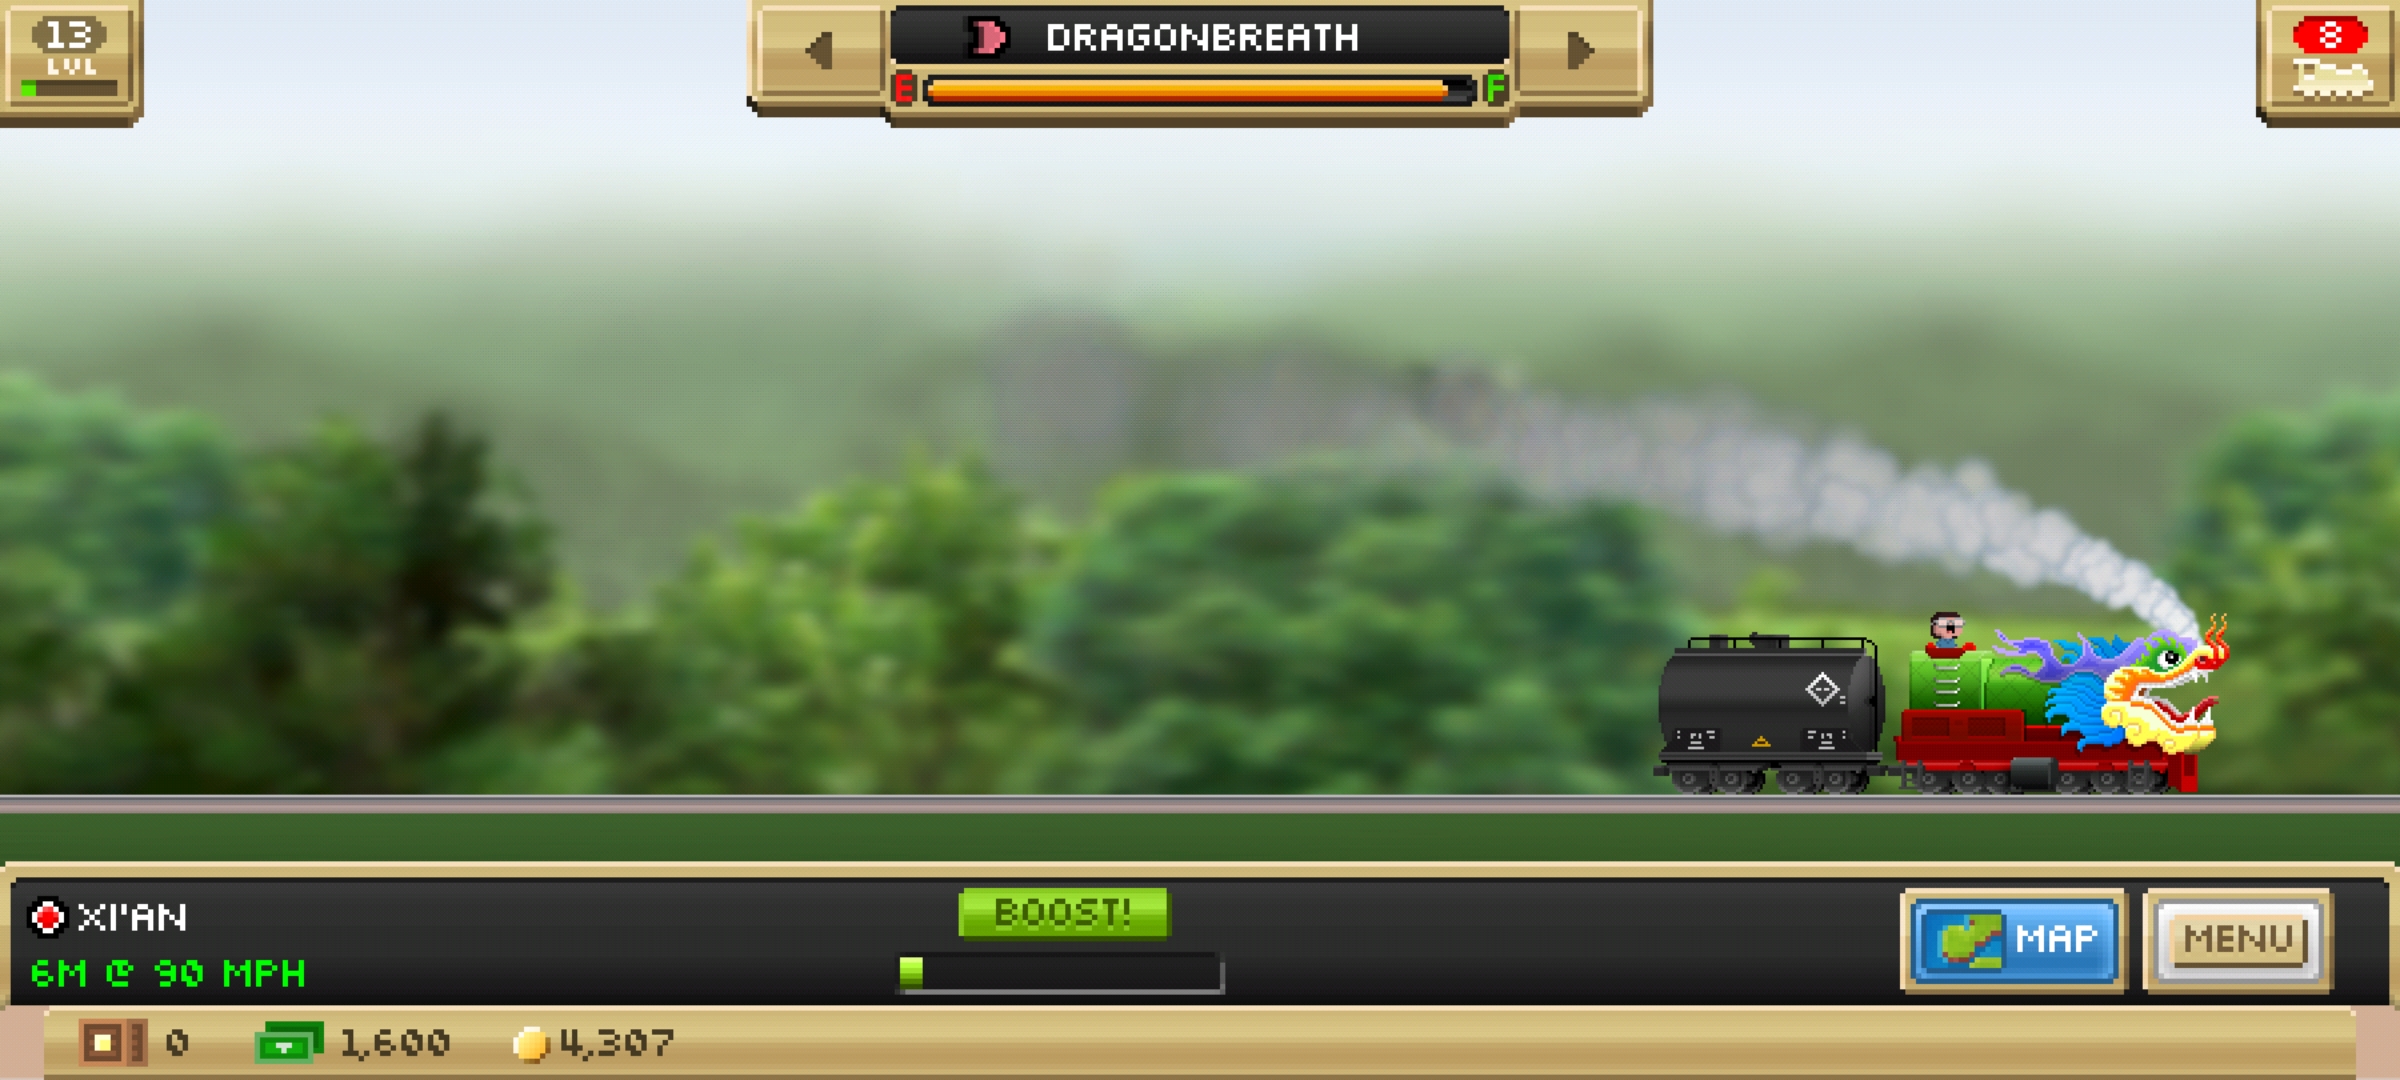 13
LVL
DRAGONBREATH
E F
8
XI'AN
6M @ 90 MPH
BOOST!
MAP
MENU
0
1,600
4,307